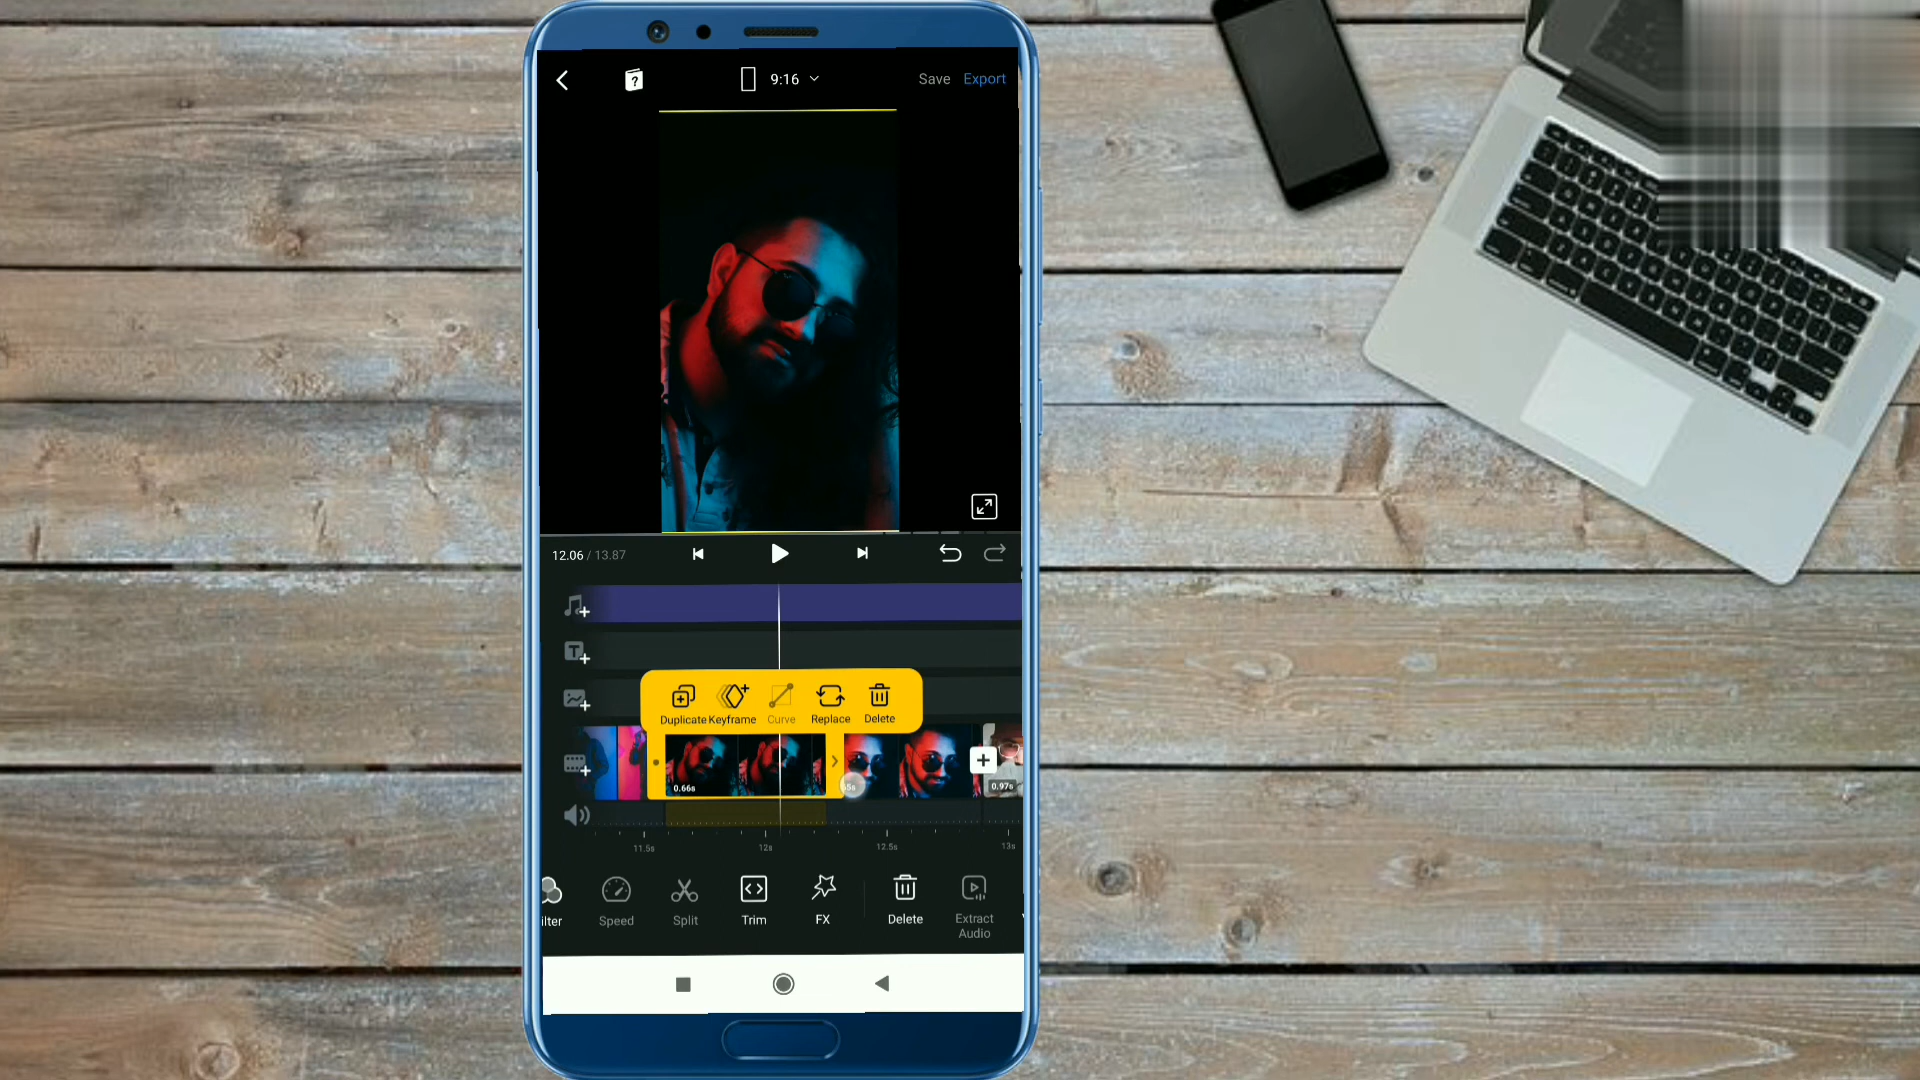 9:16
Save
Export
12.06 / 13.87
Duplicate
Keyframe
Curve
Replace
Delete
0.66s
0.97s
11.5s
12s
12.5s
13s
Speed
Split
Trim
FX
Delete
Extract
Audio